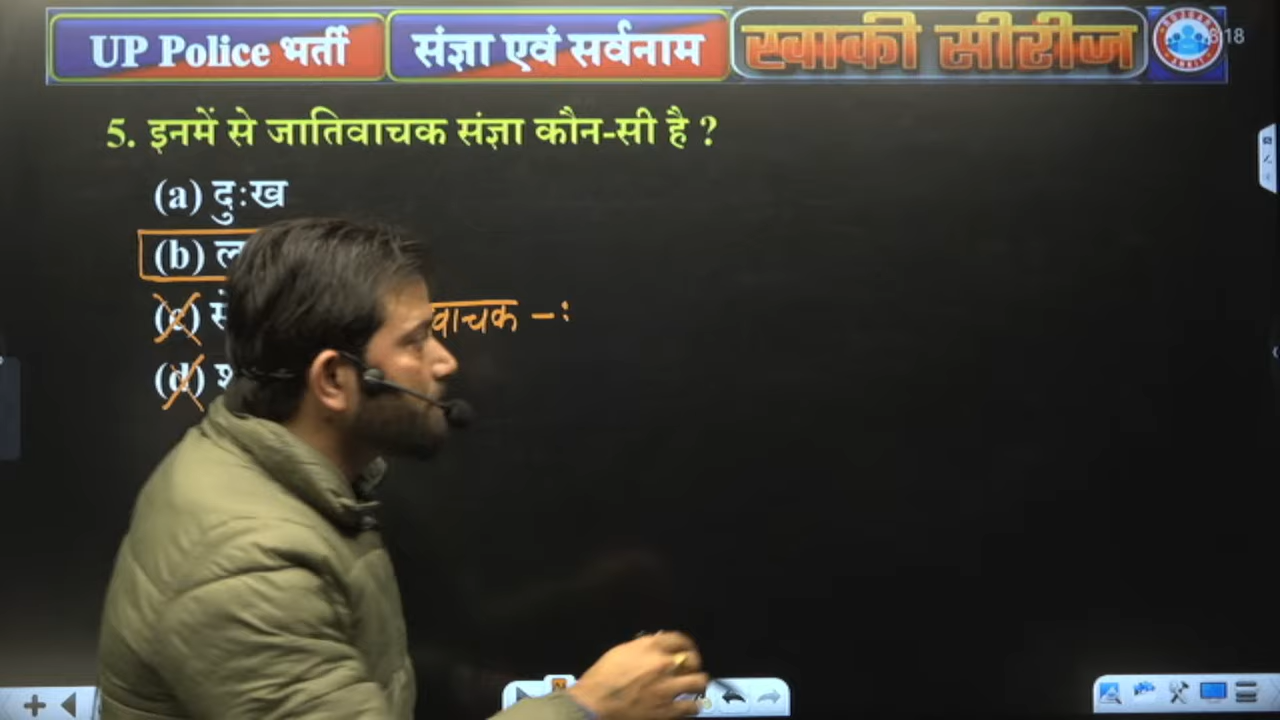 UP Police भर्ती
संज्ञा एवं सर्वनाम
ख़ाकी सीरीज
5. इनमें से जातिवाचक संज्ञा कौन-सी है ?
(a) दुःख
(b)
(c)
वाचक -:
(d)